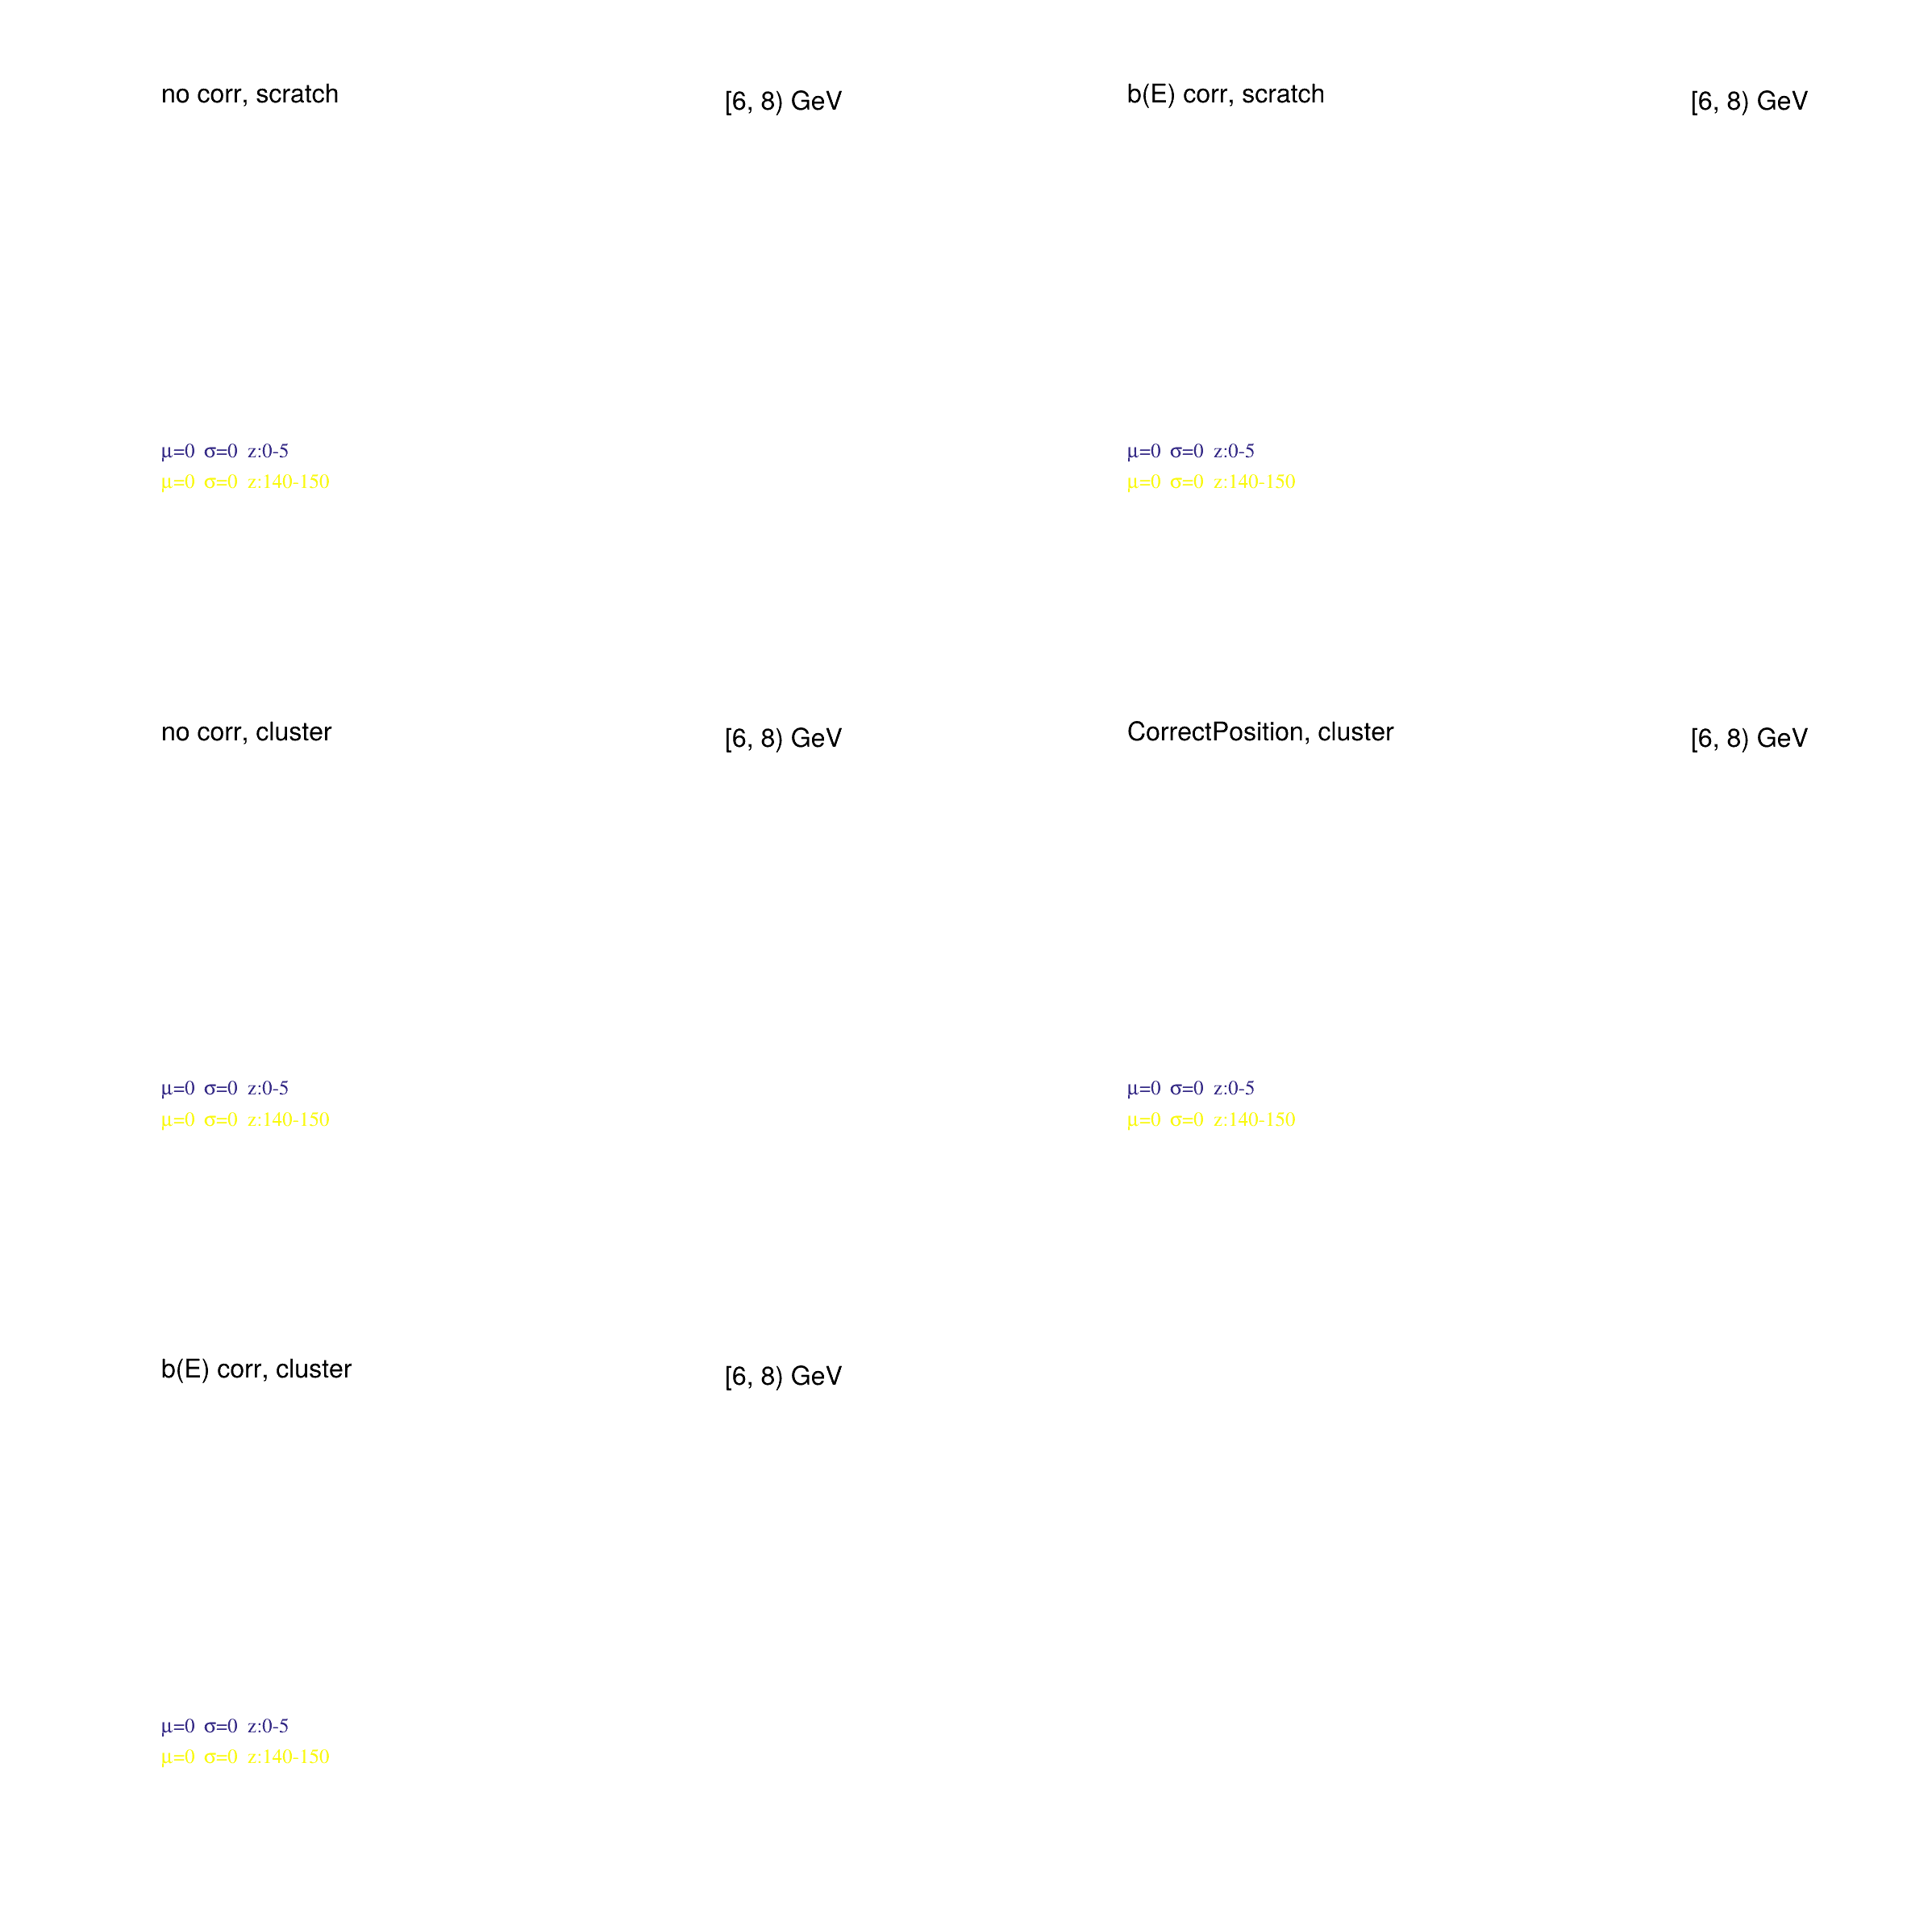 no corr, scratch
[6, 8) GeV
μ=0 σ=0 z:0-5
μ=0 σ=0 z:140-150
b(E) corr, scratch
[6, 8) GeV
μ=0 σ=0 z:0-5
μ=0 σ=0 z:140-150
no corr, cluster
[6, 8) GeV
μ=0 σ=0 z:0-5
μ=0 σ=0 z:140-150
CorrectPosition, cluster
[6, 8) GeV
μ=0 σ=0 z:0-5
μ=0 σ=0 z:140-150
b(E) corr, cluster
[6, 8) GeV
μ=0 σ=0 z:0-5
μ=0 σ=0 z:140-150